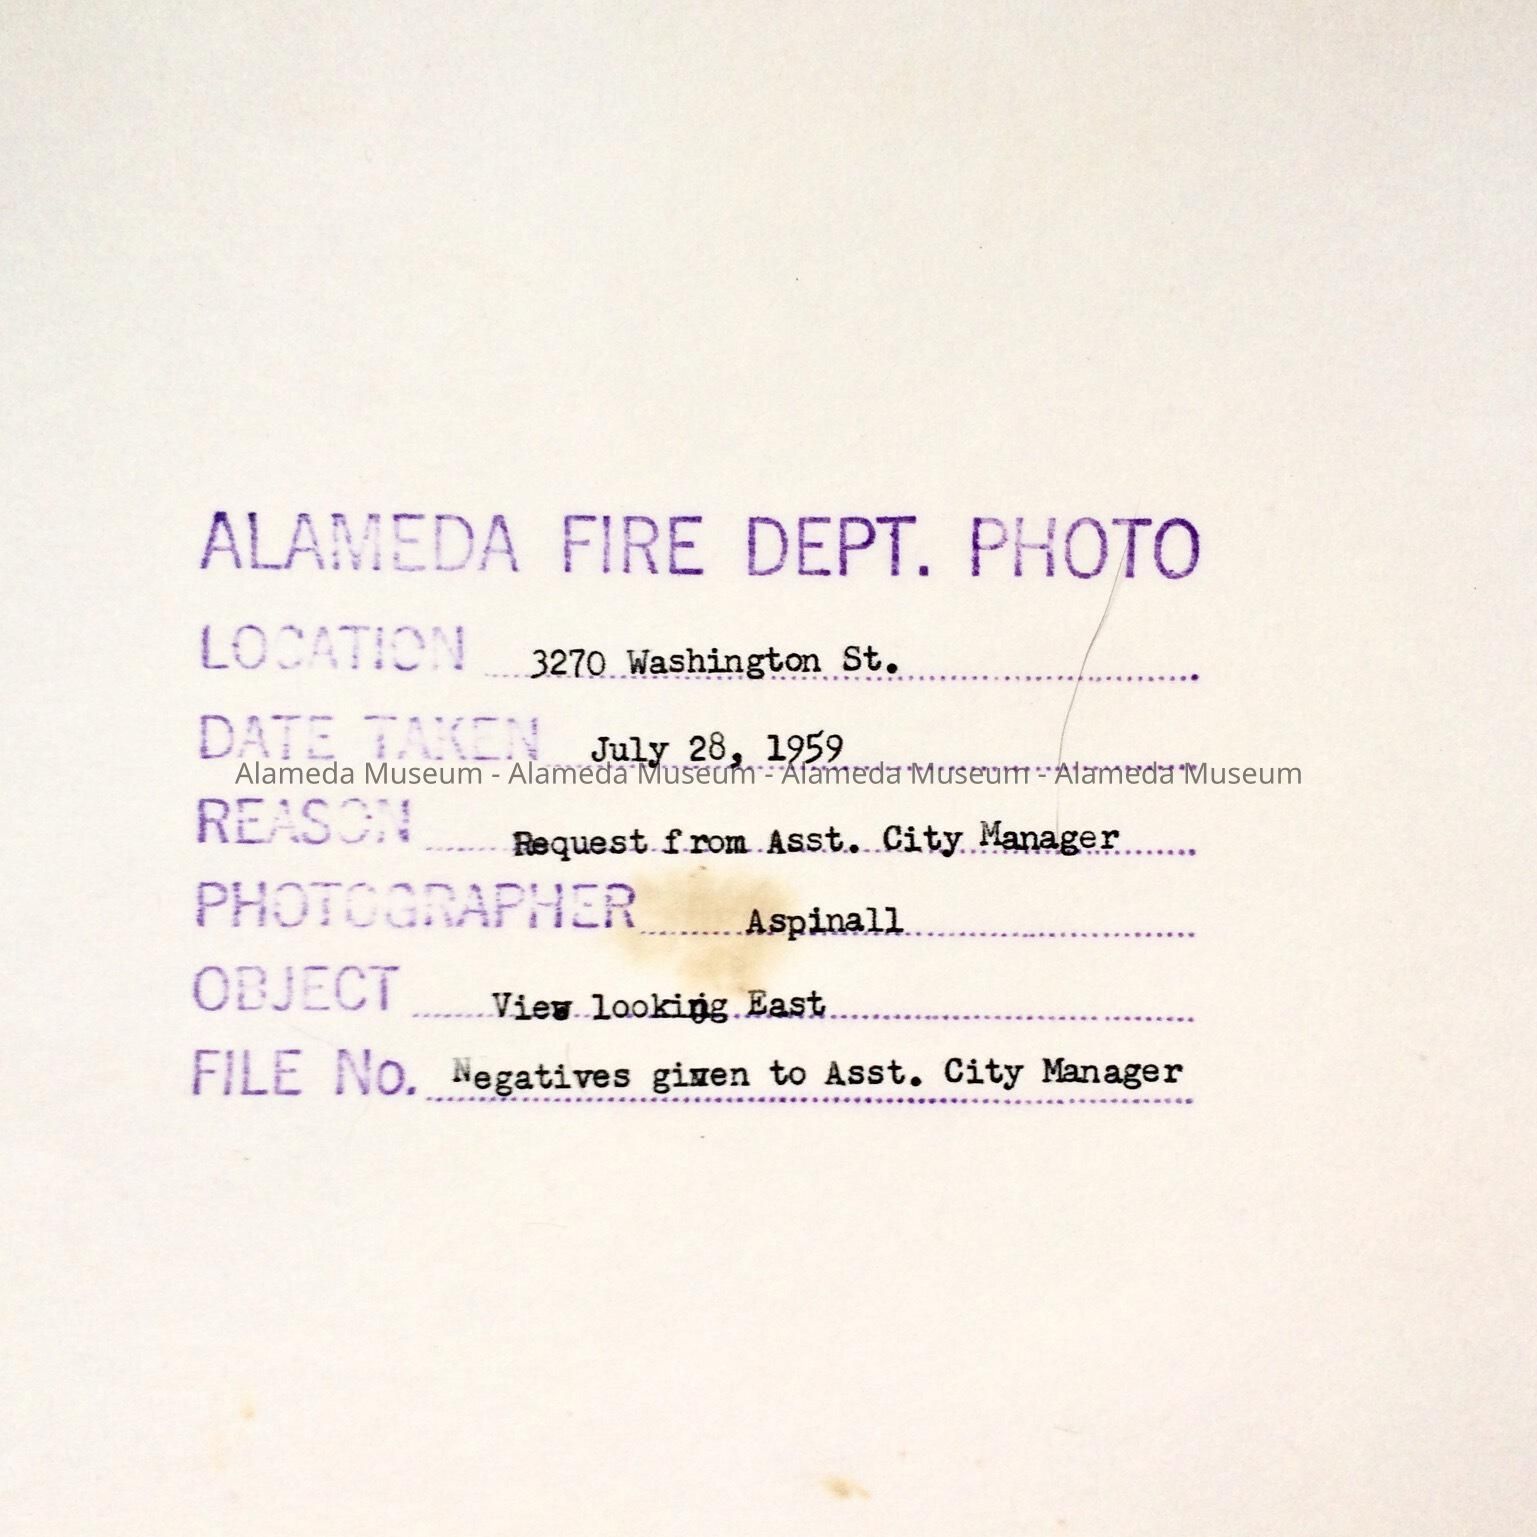 ALAMEDA FIRE DEPT. PHOTO
LOCATION 3270 Washington St.
DATE TAKEN July 28, 1959
Alameda Museum - Alameda Museum - Alameda Museum - Alameda Museum
REASON Request from Asst. City Manager
PHOTOGRAPHER Aspinall
OBJECT View looking East
FILE No. Negatives given to Asst. City Manager